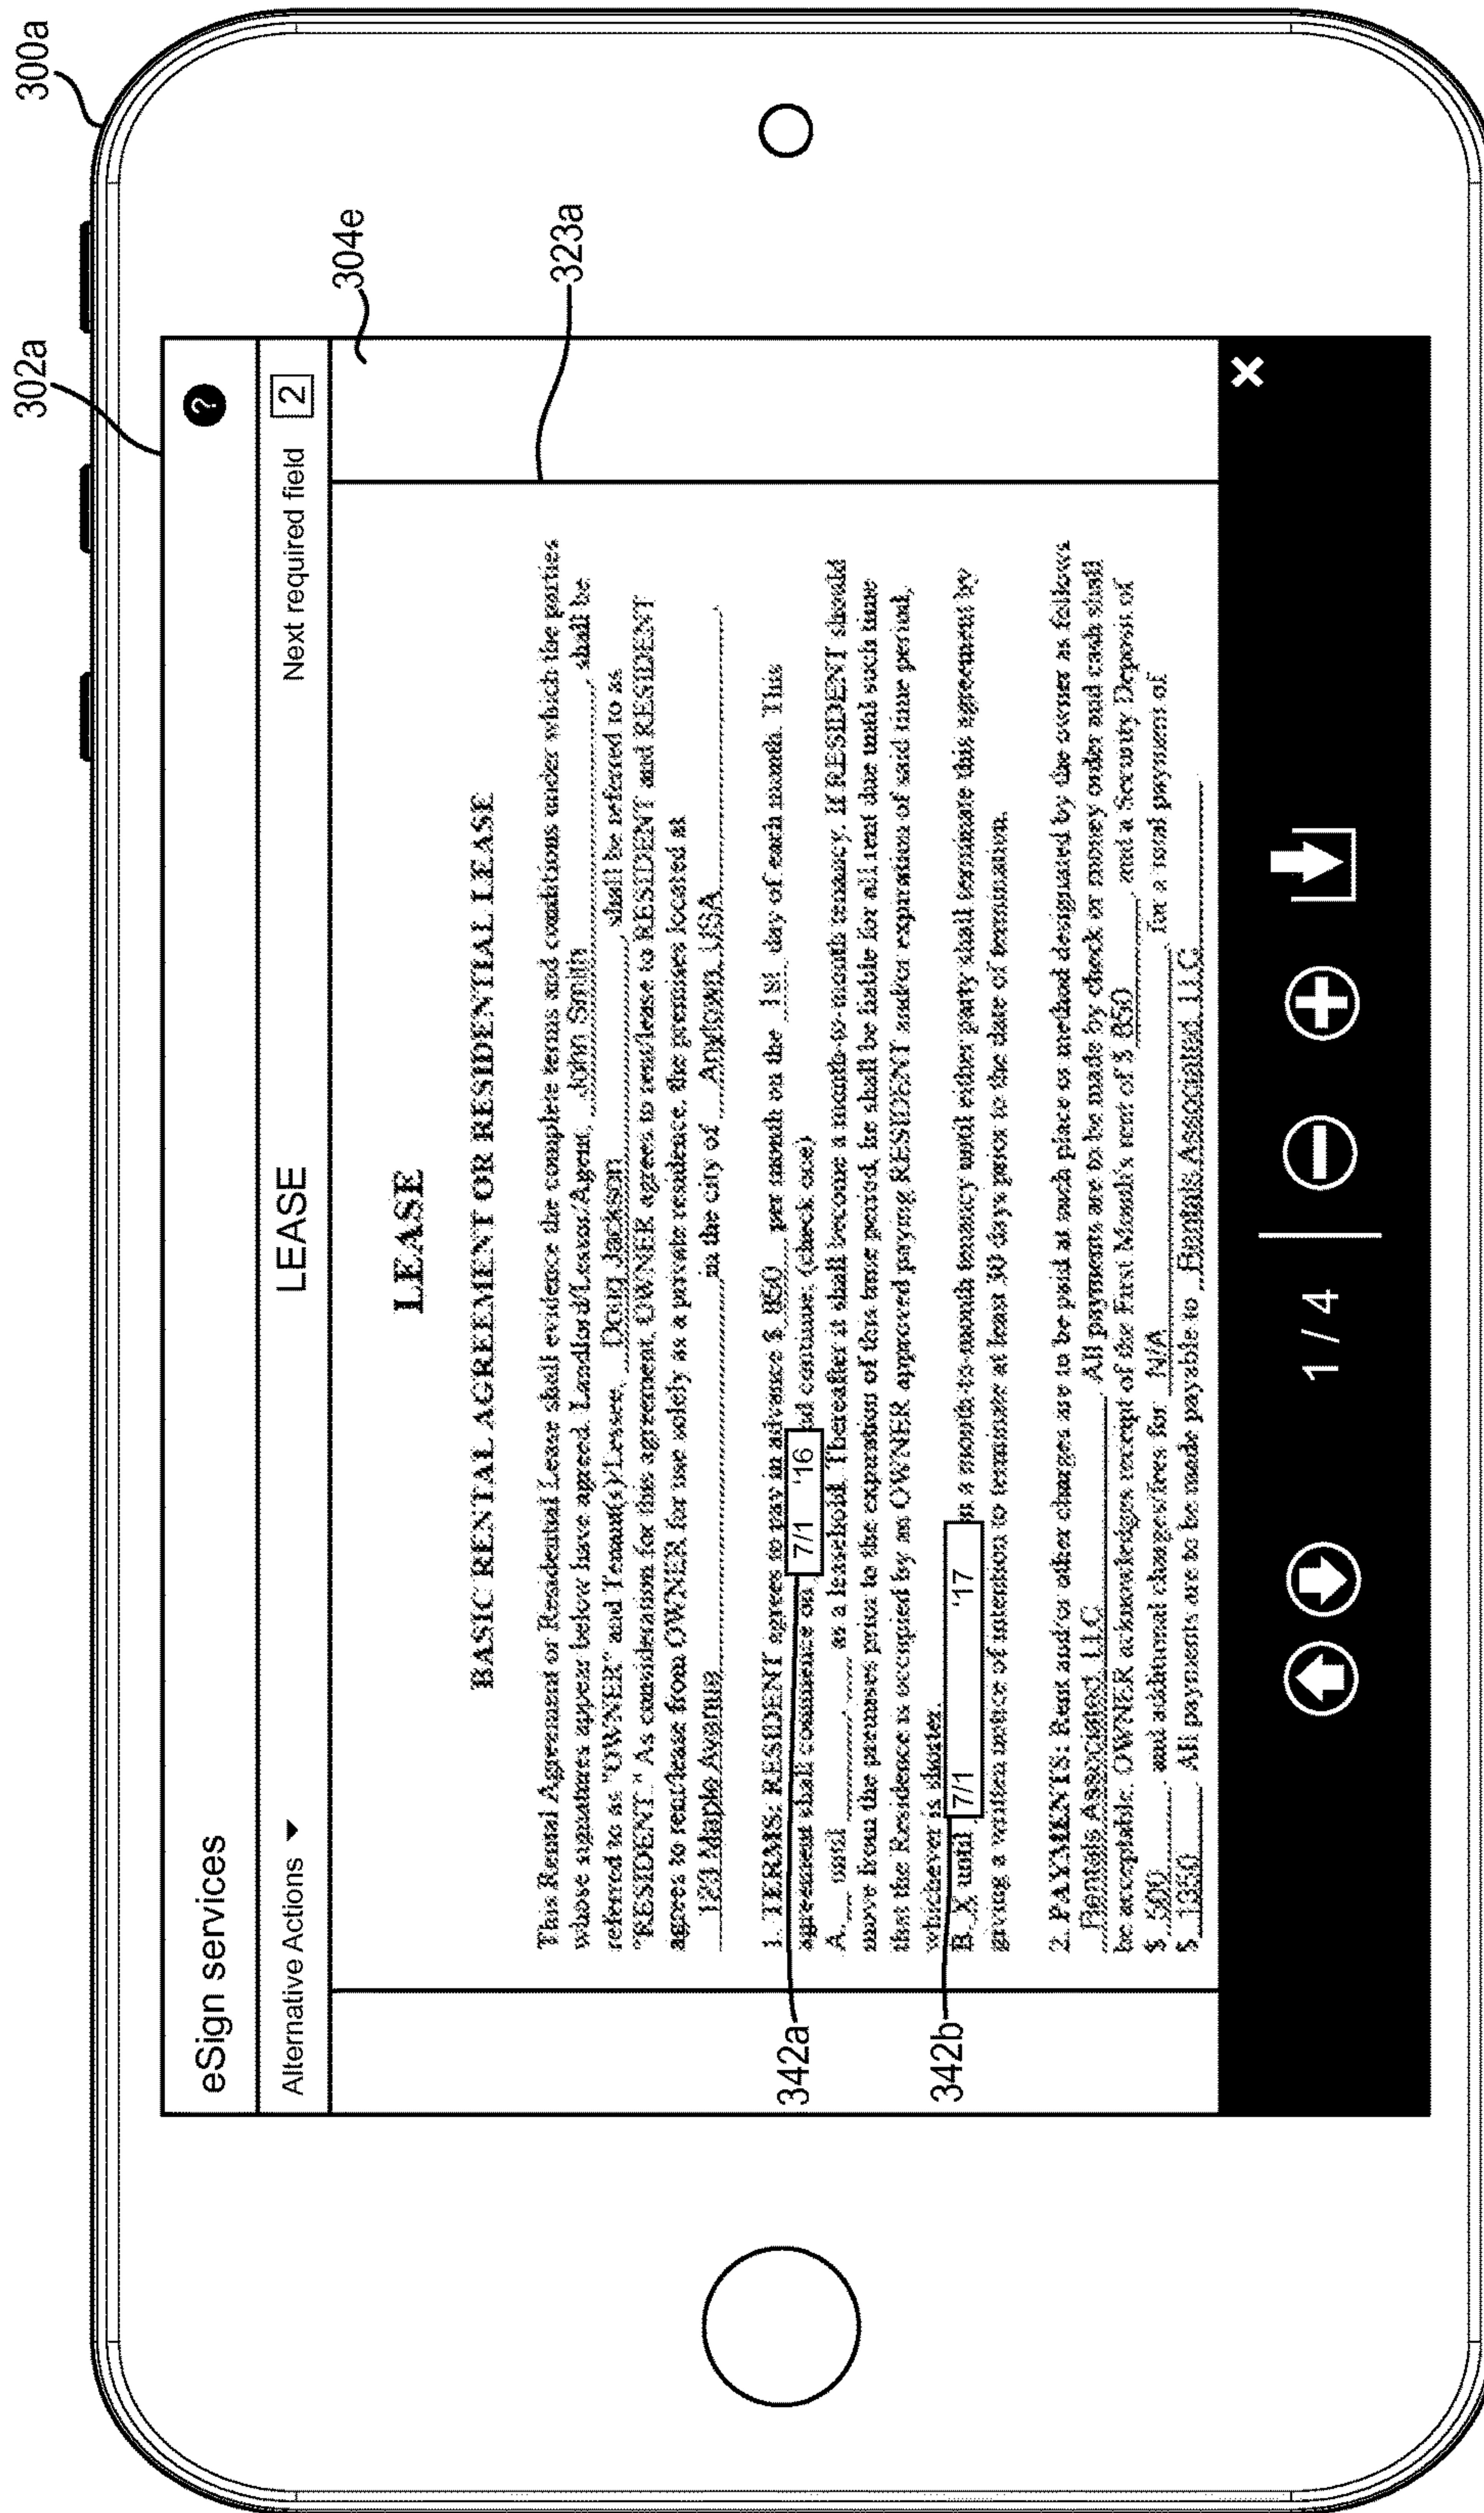 300a
302a
304e
323a
eSign services
?
Alternative Actions
LEASE
Next required field
2
LEASE
BASIC RENTAL AGREEMENT OR RESIDENTIAL LEASE
This Rental Agreement or Residential Lease shall evidence the complete terms and conditions under which the parties
whose signatures appear below have agreed. Landlord/Lessor/Agent, John Smith, shall be
referred to as "OWNER" and Tenant(s)/Lessee, Doug Jackson, shall be referred to as
"RESIDENT." As consideration for this agreement, OWNER agrees to rent/lease to RESIDENT and RESIDENT
agrees to rent/lease from OWNER for use solely as a private residence, the premises located at
Maple Avenue in the city of Anytown, USA
1. TERMS: RESIDENT agrees to pay in advance $ 850 per month on the 1st day of each month. This
agreement shall commence on 7/1 '16 continue, (check one)
A. until as a leasehold. Thereafter it shall become a month-to-month tenancy. If RESIDENT should
move from the premises prior to the expiration of this time period, he shall be liable for all rent due until such time
that the Residence is occupied by an OWNER approved paying RESIDENT and/or expiration of said time period,
whichever is shorter.
B. X until 7/1 '17 a month-to-month tenancy until either party shall terminate this agreement by
giving a written notice of intention to terminate at least 30 days prior to the date of termination.
2. PAYMENTS: Rent and/or other charges are to be paid at such place or method designated by the owner as follows
Rentals Associated, LLC. All payments are to be made by check or money order and cash shall
be acceptable. OWNER acknowledges receipt of the First Month's rent of $ 850, and a Security Deposit of
$ 500, and additional charges/fees for N/A, for a total payment of
$ 1350. All payments are to be made payable to Rentals Associated, LLC
342a
342b
1 / 4